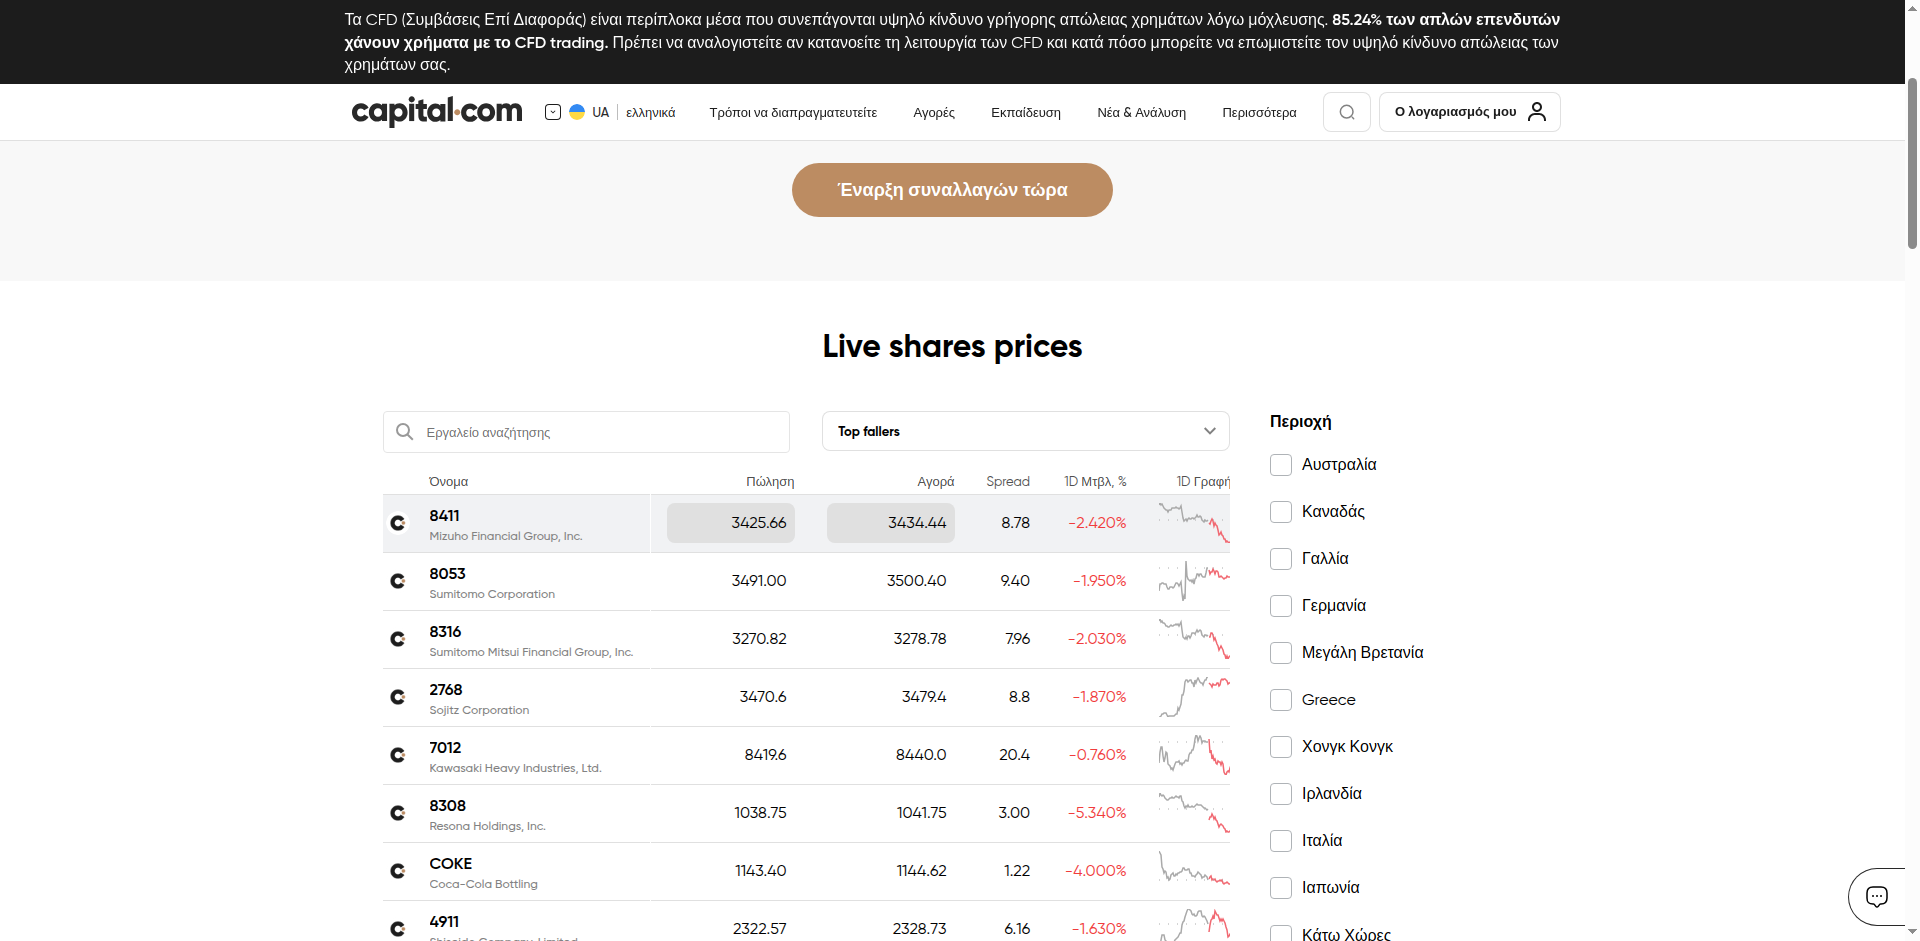 Τα CFD (Συμβάσεις Επί Διαφοράς) είναι περίπλοκα μέσα που συνεπάγονται υψηλό κίνδυνο γρήγορης απώλειας χρημάτων λόγω μόχλευσης. 85.24% των απλών επενδυτών
χάνουν χρήματα με το CFD trading. Πρέπει να αναλογιστείτε αν κατανοείτε τη λειτουργία των CFD και κατά πόσο μπορείτε να επωμιστείτε τον υψηλό κίνδυνο απώλειας των
χρημάτων σας.
capital.com UA ελληνικά Τρόποι να διαπραγματευτείτε Αγορές Εκπαίδευση Νέα & Ανάλυση Περισσότερα Ο λογαριασμός μου
Έναρξη συναλλαγών τώρα
Live shares prices
Εργαλείο αναζήτησης Top fallers
Όνομα Πώληση Αγορά Spread 1D Μτβλ, % 1D Γραφή
8411 3425.66 3434.44 8.78 -2.420%
Mizuho Financial Group, Inc.
8053 3491.00 3500.40 9.40 -1.950%
Sumitomo Corporation
8316 3270.82 3278.78 7.96 -2.030%
Sumitomo Mitsui Financial Group, Inc.
2768 3470.6 3479.4 8.8 -1.870%
Sojitz Corporation
7012 8419.6 8440.0 20.4 -0.760%
Kawasaki Heavy Industries, Ltd.
8308 1038.75 1041.75 3.00 -5.340%
Resona Holdings, Inc.
COKE 1143.40 1144.62 1.22 -4.000%
Coca-Cola Bottling
4911 2322.57 2328.73 6.16 -1.630%
Shiseido Company, Limited
Περιοχή
Αυστραλία
Καναδάς
Γαλλία
Γερμανία
Μεγάλη Βρετανία
Greece
Χονγκ Κονγκ
Ιρλανδία
Ιταλία
Ιαπωνία
Κάτω Χώρες